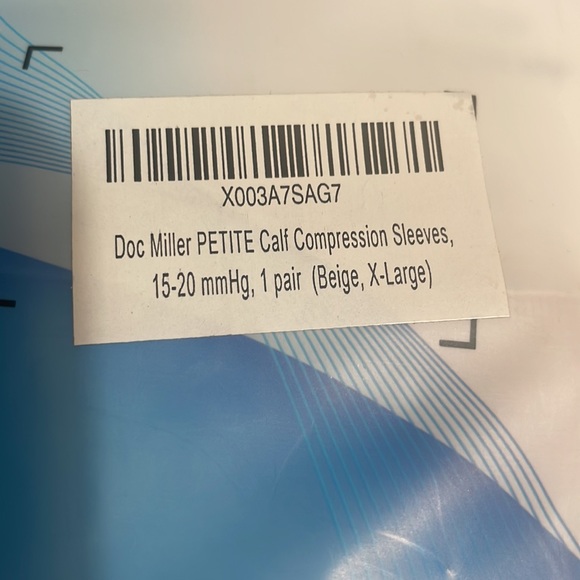 X003A7SAG7
Doc Miller PETITE Calf Compression Sleeves,
15-20 mmHg, 1 pair (Beige, X-Large)